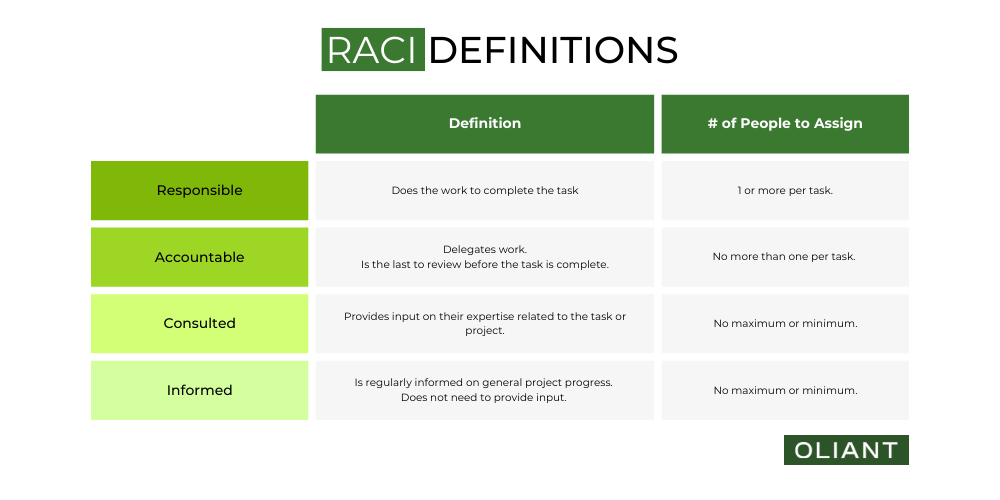 RACI DEFINITIONS
Definition
# of People to Assign
Responsible
Does the work to complete the task
1 or more per task.
Accountable
Delegates work.
Is the last to review before the task is complete.
No more than one per task.
Consulted
Provides input on their expertise related to the task or
project.
No maximum or minimum.
Informed
Is regularly informed on general project progress.
Does not need to provide input.
No maximum or minimum.
OLIANT